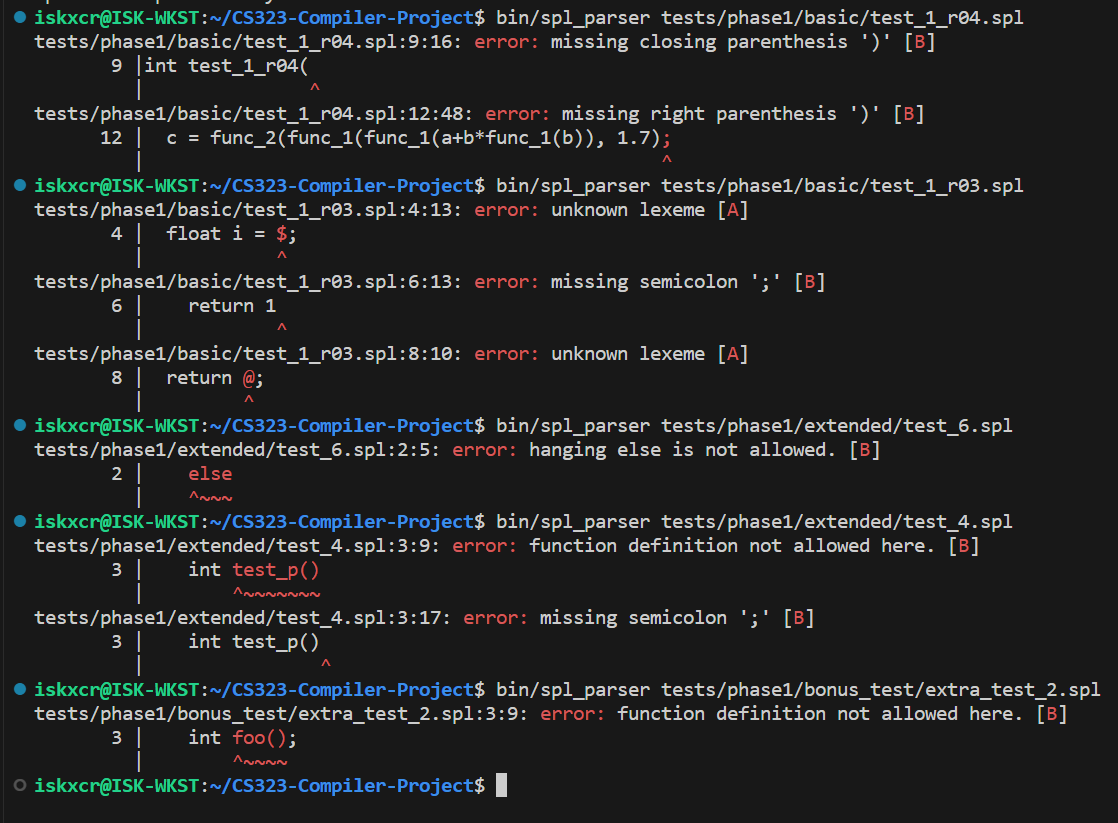 iskxcr@ISK-WKST:~/CS323-Compiler-Project$ bin/spl_parser tests/phase1/basic/test_1_r04.spl
tests/phase1/basic/test_1_r04.spl:9:16: error: missing closing parenthesis ')' [B]
9 |int test_1_r04(
| ^
tests/phase1/basic/test_1_r04.spl:12:48: error: missing right parenthesis ')' [B]
12 | c = func_2(func_1(func_1(a+b*func_1(b)), 1.7);
| ^
iskxcr@ISK-WKST:~/CS323-Compiler-Project$ bin/spl_parser tests/phase1/basic/test_1_r03.spl
tests/phase1/basic/test_1_r03.spl:4:13: error: unknown lexeme [A]
4 | float i = $;
| ^
tests/phase1/basic/test_1_r03.spl:6:13: error: missing semicolon ';' [B]
6 | return 1
| ^
tests/phase1/basic/test_1_r03.spl:8:10: error: unknown lexeme [A]
8 | return @;
| ^
iskxcr@ISK-WKST:~/CS323-Compiler-Project$ bin/spl_parser tests/phase1/extended/test_6.spl
tests/phase1/extended/test_6.spl:2:5: error: hanging else is not allowed. [B]
2 | else
| ^~~~
iskxcr@ISK-WKST:~/CS323-Compiler-Project$ bin/spl_parser tests/phase1/extended/test_4.spl
tests/phase1/extended/test_4.spl:3:9: error: function definition not allowed here. [B]
3 | int test_p()
| ^~~~~~~~
tests/phase1/extended/test_4.spl:3:17: error: missing semicolon ';' [B]
3 | int test_p()
| ^
iskxcr@ISK-WKST:~/CS323-Compiler-Project$ bin/spl_parser tests/phase1/bonus_test/extra_test_2.spl
tests/phase1/bonus_test/extra_test_2.spl:3:9: error: function definition not allowed here. [B]
3 | int foo();
| ^~~~~
iskxcr@ISK-WKST:~/CS323-Compiler-Project$